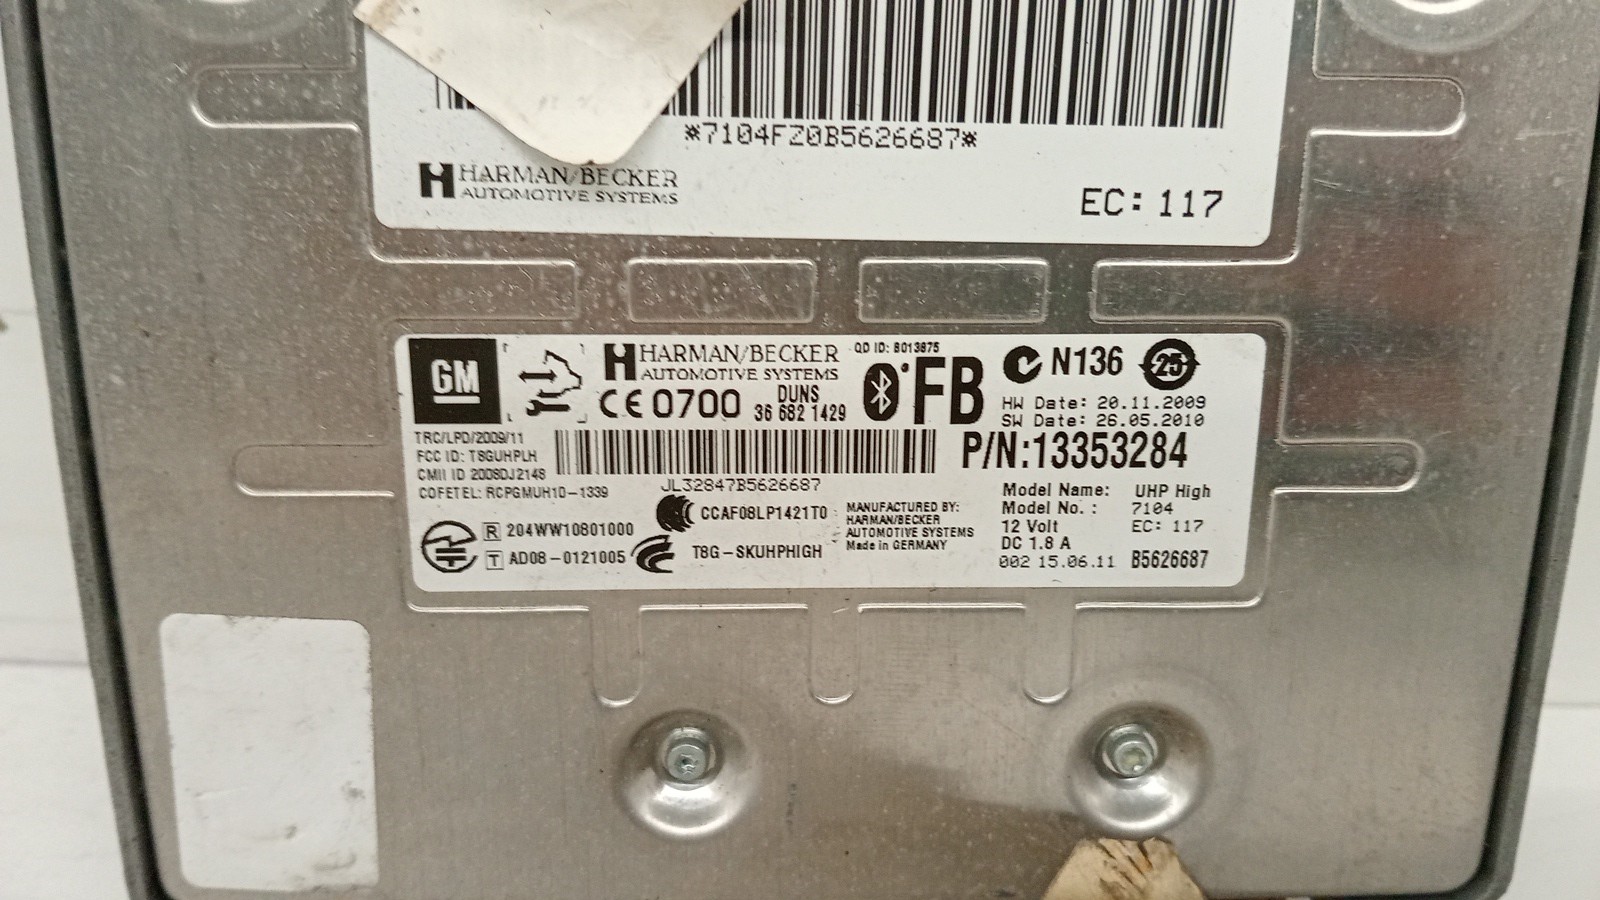 *7104FZ0B5626687*
HARMAN/BECKER
AUTOMOTIVE SYSTEMS
EC: 117
GM
HARMAN/BECKER
AUTOMOTIVE SYSTEMS
CE 0700
DUNS
36 682 1429
QD ID: B013875
FB
N136
25
HW Date: 20.11.2009
SW Date: 26.05.2010
P/N:13353284
TRC/LPD/2009/11
FCC ID: T8GUHPLH
CMII ID 2008DJ2148
COFETEL: RCPGMUH10-1339
JL32847B5626687
R 204WW10801000
T AD08-0121005
CCAF08LP1421T0
T8G-SKUHPHIGH
MANUFACTURED BY:
HARMAN/BECKER
AUTOMOTIVE SYSTEMS
Made in GERMANY
Model Name: UHP High
Model No.: 7104
12 Volt EC: 117
DC 1.8 A
002 15.06.11 B5626687